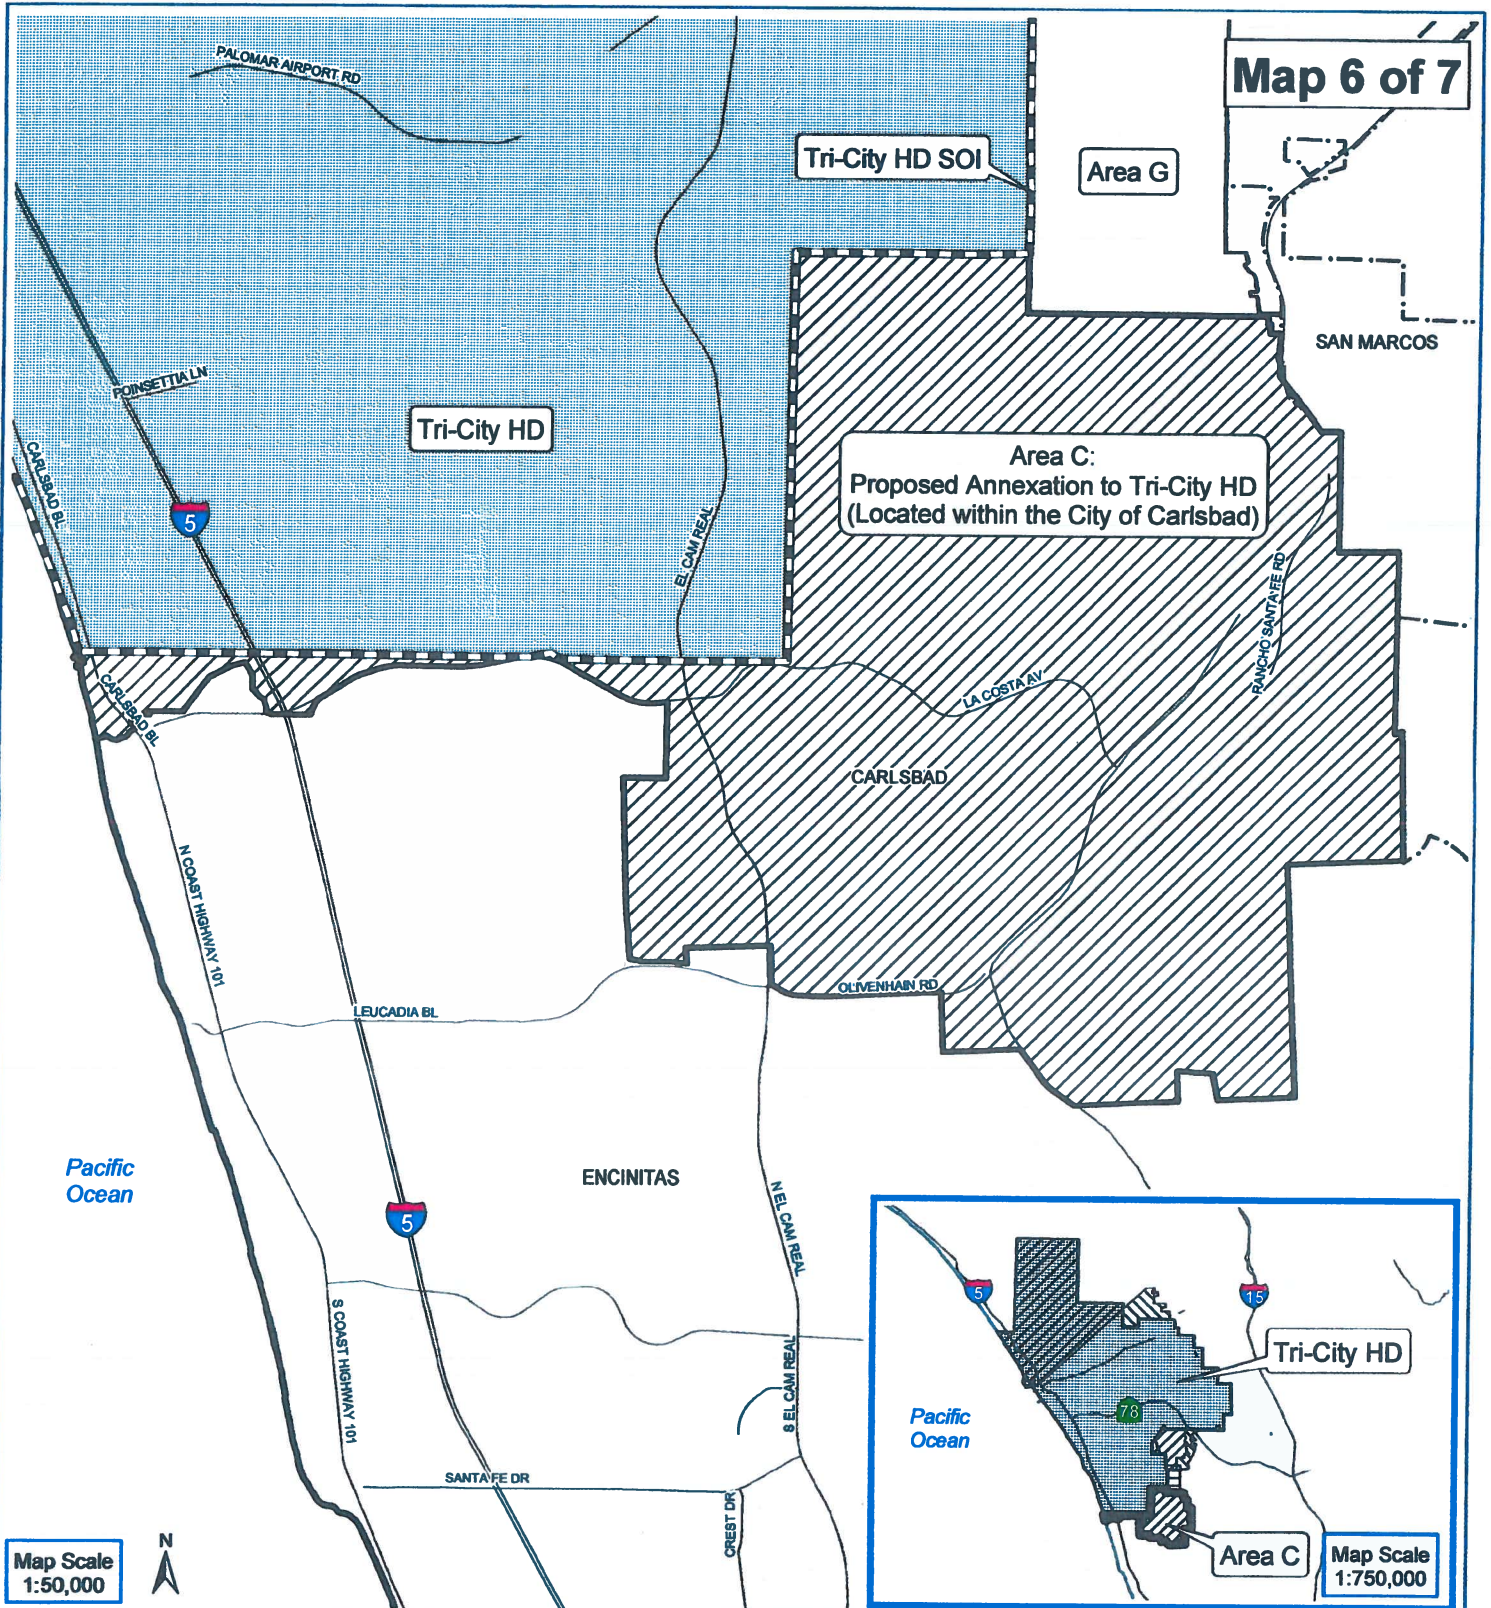 Map 6 of 7
PALOMAR AIRPORT RD
Tri-City HD SOI
Area G
SAN MARCOS
POINSETTIA LN
Tri-City HD
CARLSBAD BL
5
EL CAM REAL
Area C:
Proposed Annexation to Tri-City HD
(Located within the City of Carlsbad)
RANCHO SANTA FE RD
LA COSTA AV
CARLSBAD BL
CARLSBAD
N COAST HIGHWAY 101
OLIVENHAIN RD
LEUCADIA BL
Pacific
Ocean
ENCINITAS
5
N EL CAM REAL
S COAST HIGHWAY 101
S EL CAM REAL
SANTA FE DR
CREST DR
5
15
Tri-City HD
78
Pacific
Ocean
Area C
Map Scale
1:750,000
Map Scale
1:50,000
N